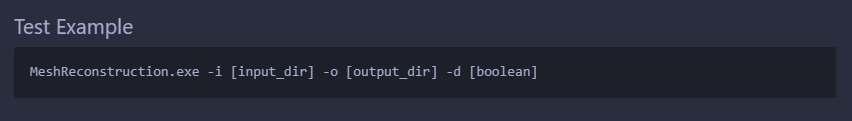 Test Example
MeshReconstruction.exe -i [input_dir] -o [output_dir] -d [boolean]